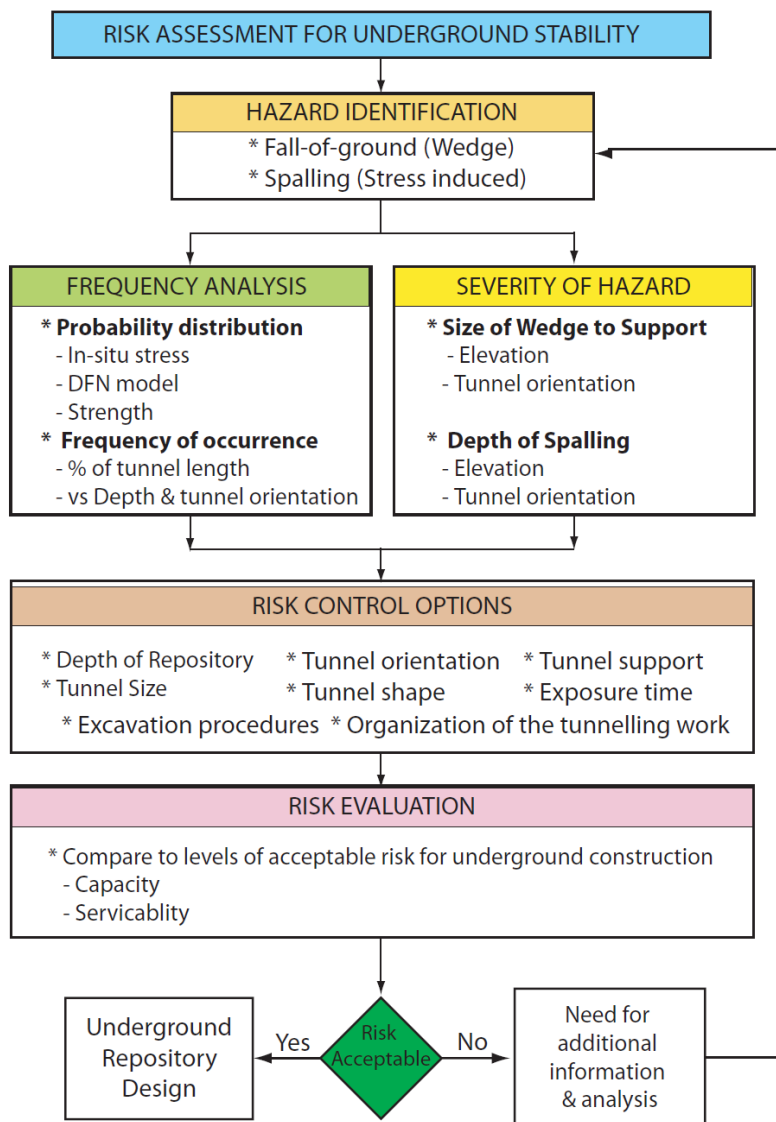 RISK ASSESSMENT FOR UNDERGROUND STABILITY
HAZARD IDENTIFICATION
* Fall-of-ground (Wedge)
* Spalling (Stress induced)
FREQUENCY ANALYSIS
* Probability distribution
- In-situ stress
- DFN model
- Strength
* Frequency of occurrence
- % of tunnel length
- vs Depth & tunnel orientation
SEVERITY OF HAZARD
* Size of Wedge to Support
- Elevation
- Tunnel orientation
* Depth of Spalling
- Elevation
- Tunnel orientation
RISK CONTROL OPTIONS
* Depth of Repository * Tunnel orientation * Tunnel support
* Tunnel Size * Tunnel shape * Exposure time
* Excavation procedures * Organization of the tunnelling work
RISK EVALUATION
* Compare to levels of acceptable risk for underground construction
- Capacity
- Servicablity
Underground
Repository
Design
Yes
Risk
Acceptable
No
Need for
additional
information
& analysis